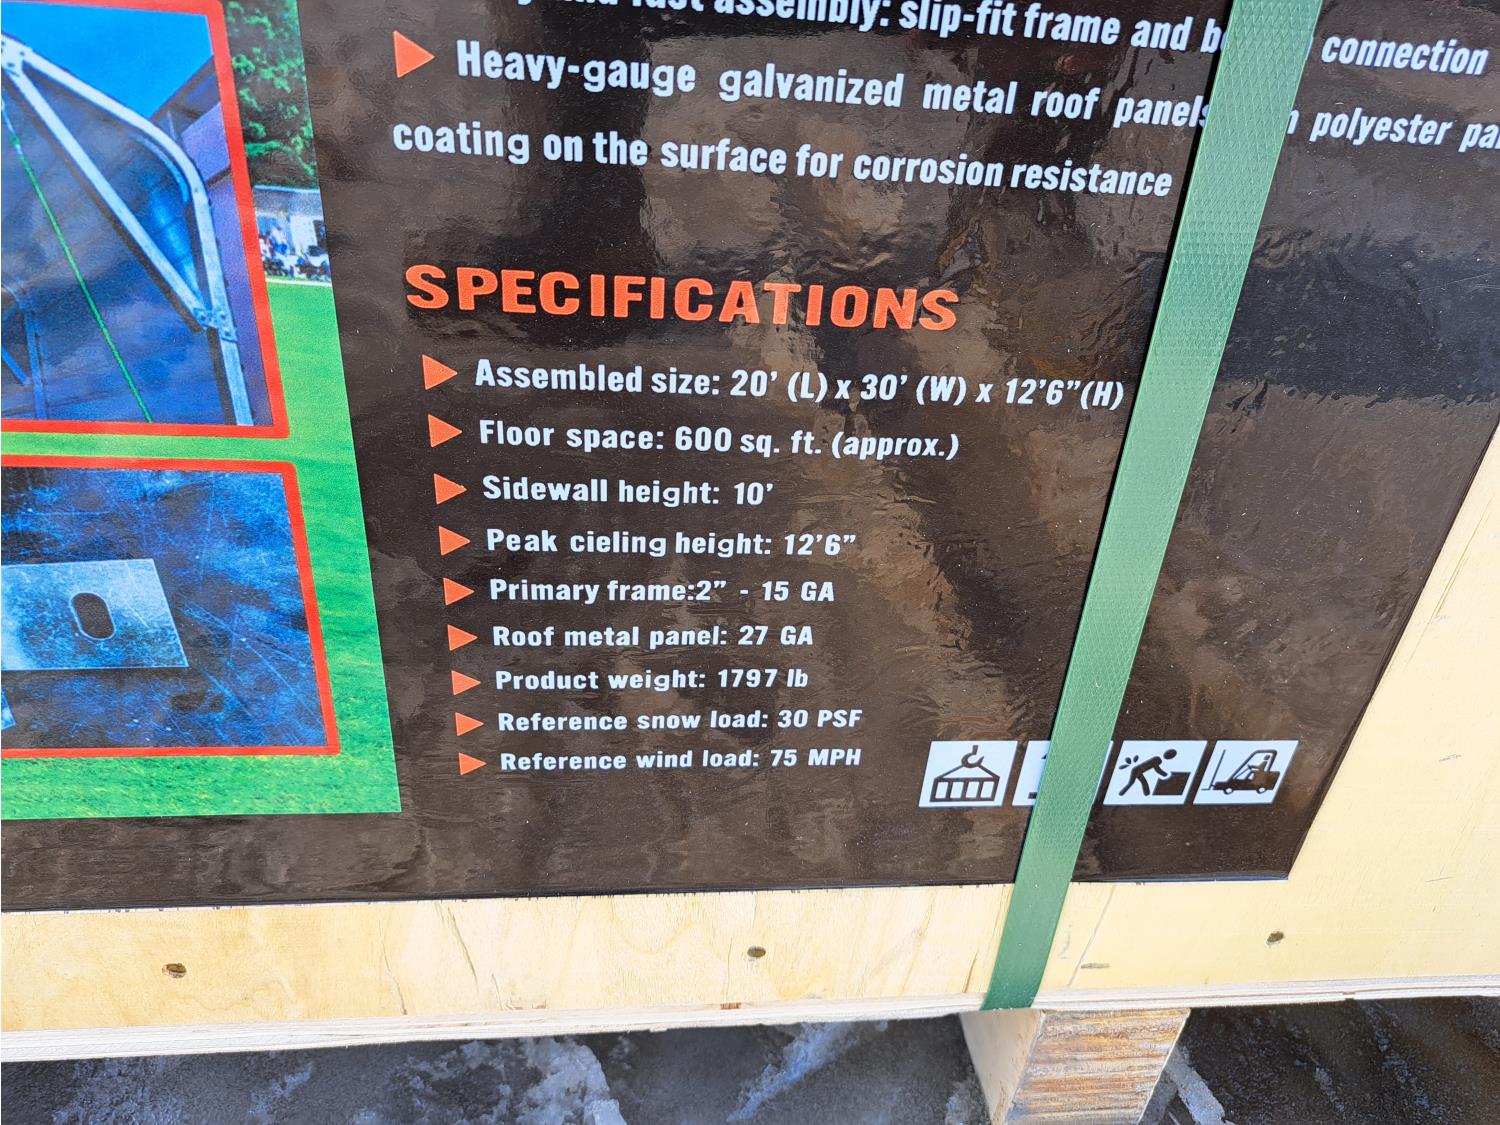 fast assembly: slip-fit frame and connection
Heavy-gauge galvanized metal roof panels polyester
coating on the surface for corrosion resistance
SPECIFICATIONS
Assembled size: 20' (L) x 30' (W) x 12'6"(H)
Floor space: 600 sq. ft. (approx.)
Sidewall height: 10'
Peak cieling height: 12'6"
Primary frame:2" - 15 GA
Roof metal panel: 27 GA
Product weight: 1797 lb
Reference snow load: 30 PSF
Reference wind load: 75 MPH